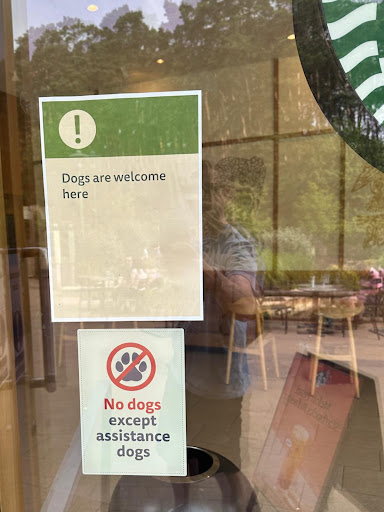 !
Dogs are welcome
here
No dogs
except
assistance
dogs